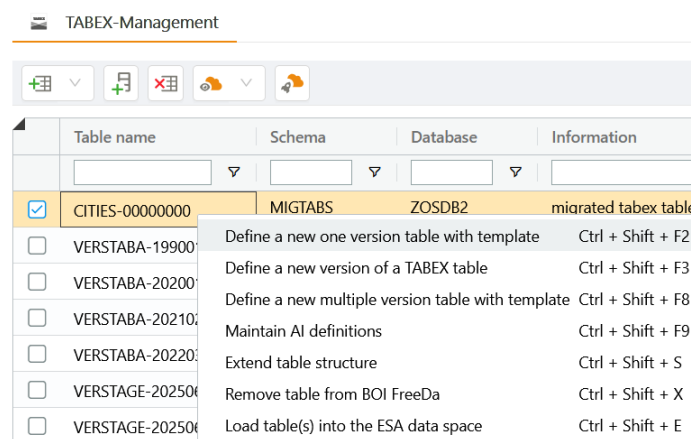 TABEX-Management
Table name Schema Database Information
CITIES-00000000 MIGTABS ZOSDB2 migrated tabex table
Define a new one version table with template Ctrl + Shift + F2
VERSTABA-19900
Define a new version of a TABEX table Ctrl + Shift + F3
VERSTABA-20200
Define a new multiple version table with template Ctrl + Shift + F8
VERSTABA-20210
Maintain AI definitions Ctrl + Shift + F9
VERSTABA-20220
Extend table structure Ctrl + Shift + S
VERSTAGE-20250
Remove table from BOI FreeDa Ctrl + Shift + X
VERSTAGE-20250
Load table(s) into the ESA data space Ctrl + Shift + E